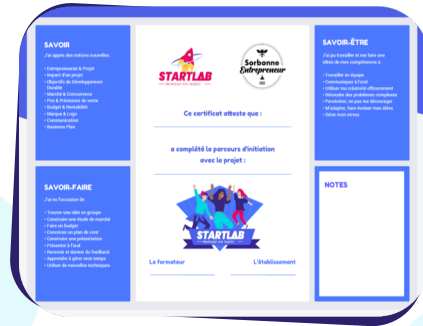 SAVOIR
J'ai appris des notions nouvelles :
• Entrepreneuriat & Projet
• Impact d'un projet
• Objectifs de Développement
Durable
• Marché & Concurrence
• Prix & Prévisions de vente
• Budget & Rentabilité
• Marque & Logo
• Communication
• Business Plan
SAVOIR-FAIRE
J'ai eu l'occasion de
• Trouver une idée en groupe
• Construire une étude de marché
• Faire un budget
• Concevoir un plan de com'
• Construire une présentation
• Présenter à l'oral
• Recevoir et donner du feedback
• Apprendre à gérer mon temps
• Utiliser de nouvelles techniques
STARTLAB
Sorbonne
Entrepreneur
Ce certificat atteste que :
a complété le parcours d'initiation
avec le projet :
STARTLAB
Le formateur
L'établissement
SAVOIR-ÊTRE
J'ai pu travailler et me faire une
idées de mes compétences à :
• Travailler en équipe
• Communiquer à l'oral
• Utiliser ma créativité efficacement
• Résoudre des problèmes complexes
• Persévérer, ne pas me décourager
• M'adapter, faire évoluer mes idées
• Gérer mon stress
NOTES